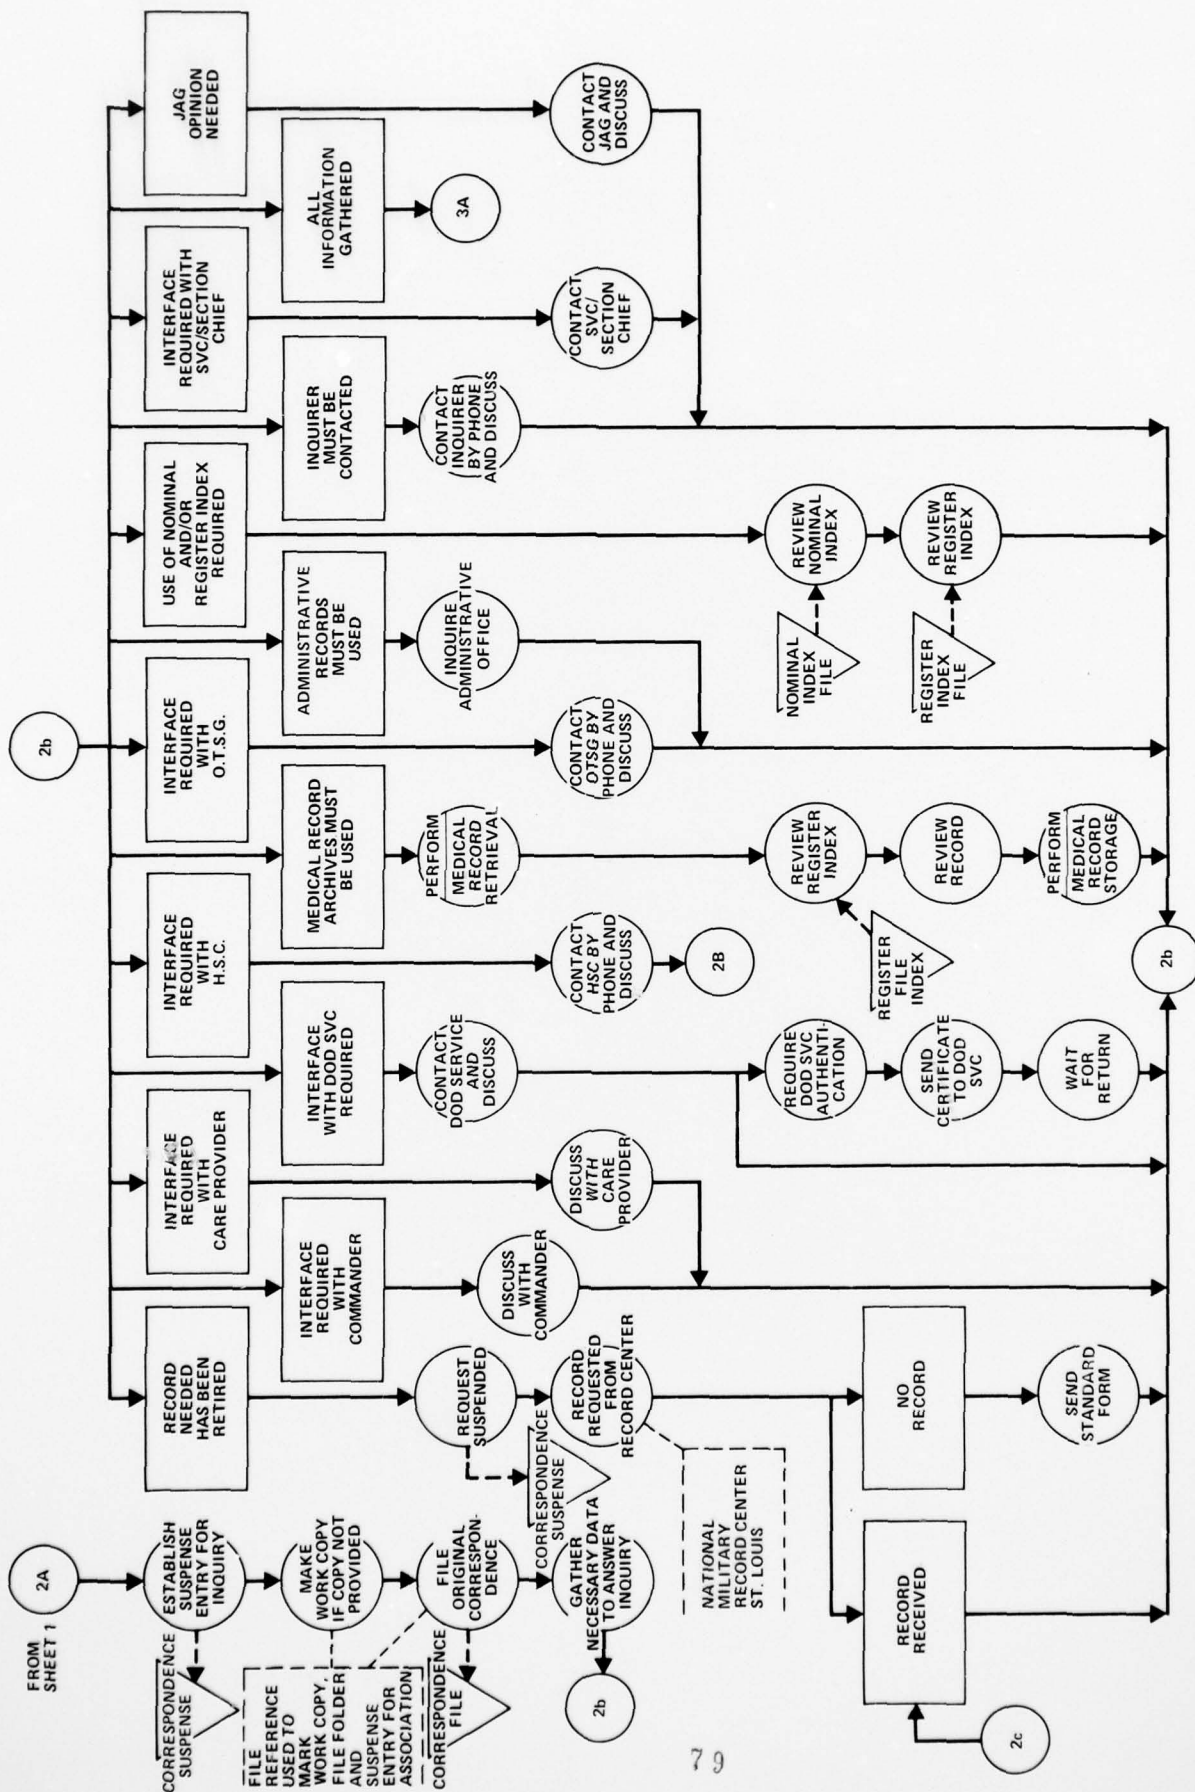 FROM
SHEET 1
2A
ESTABLISH
SUSPENSE
ENTRY FOR
INQUIRY
CORRESPONDENCE
SUSPENSE
MAKE
WORK COPY
IF COPY NOT
PROVIDED
FILE
REFERENCE
USED TO
MARK
WORK COPY,
FILE FOLDER
AND
SUSPENSE
ENTRY FOR
ASSOCIATION
FILE
ORIGINAL
CORRESPON-
DENCE
CORRESPONDENCE
FILE
GATHER
NECESSARY DATA
TO ANSWER
INQUIRY
2b
2b
RECORD
NEEDED
HAS BEEN
RETIRED
REQUEST
SUSPENDED
CORRESPONDENCE
SUSPENSE
RECORD
REQUESTED
FROM
RECORD CENTER
NATIONAL
MILITARY
RECORD CENTER
ST. LOUIS
RECORD
RECEIVED
2c
NO
RECORD
SEND
STANDARD
FORM
INTERFACE
REQUIRED
WITH
COMMANDER
DISCUSS
WITH
COMMANDER
INTERFACE
REQUIRED
WITH
CARE PROVIDER
DISCUSS
WITH
CARE
PROVIDER
INTERFACE
WITH DOD SVC
REQUIRED
CONTACT
DOD SERVICE
AND
DISCUSS
REQUIRE
DOD SVC
AUTHENTI-
CATION
SEND
CERTIFICATE
TO DOD
SVC
WAIT
FOR
RETURN
INTERFACE
REQUIRED
WITH
H.S.C.
CONTACT
HSC BY
PHONE AND
DISCUSS
2B
MEDICAL RECORD
ARCHIVES MUST
BE USED
PERFORM
MEDICAL
RECORD
RETRIEVAL
REVIEW
REGISTER
INDEX
REGISTER
FILE
INDEX
REVIEW
RECORD
PERFORM
MEDICAL
RECORD
STORAGE
INTERFACE
REQUIRED
WITH
O.T.S.G.
CONTACT
OTSG BY
PHONE AND
DISCUSS
ADMINISTRATIVE
RECORDS
MUST BE
USED
INQUIRE
ADMINISTRATIVE
OFFICE
USE OF NOMINAL
AND/OR
REGISTER INDEX
REQUIRED
REVIEW
NOMINAL
INDEX
NOMINAL
INDEX
FILE
REVIEW
REGISTER
INDEX
REGISTER
INDEX
FILE
INQUIRER
MUST BE
CONTACTED
CONTACT
INQUIRER
BY PHONE
AND DISCUSS
INTERFACE
REQUIRED WITH
SVC/SECTION
CHIEF
CONTACT
SVC/
SECTION
CHIEF
ALL
INFORMATION
GATHERED
3A
JAG
OPINION
NEEDED
CONTACT
JAG AND
DISCUSS
2b
79